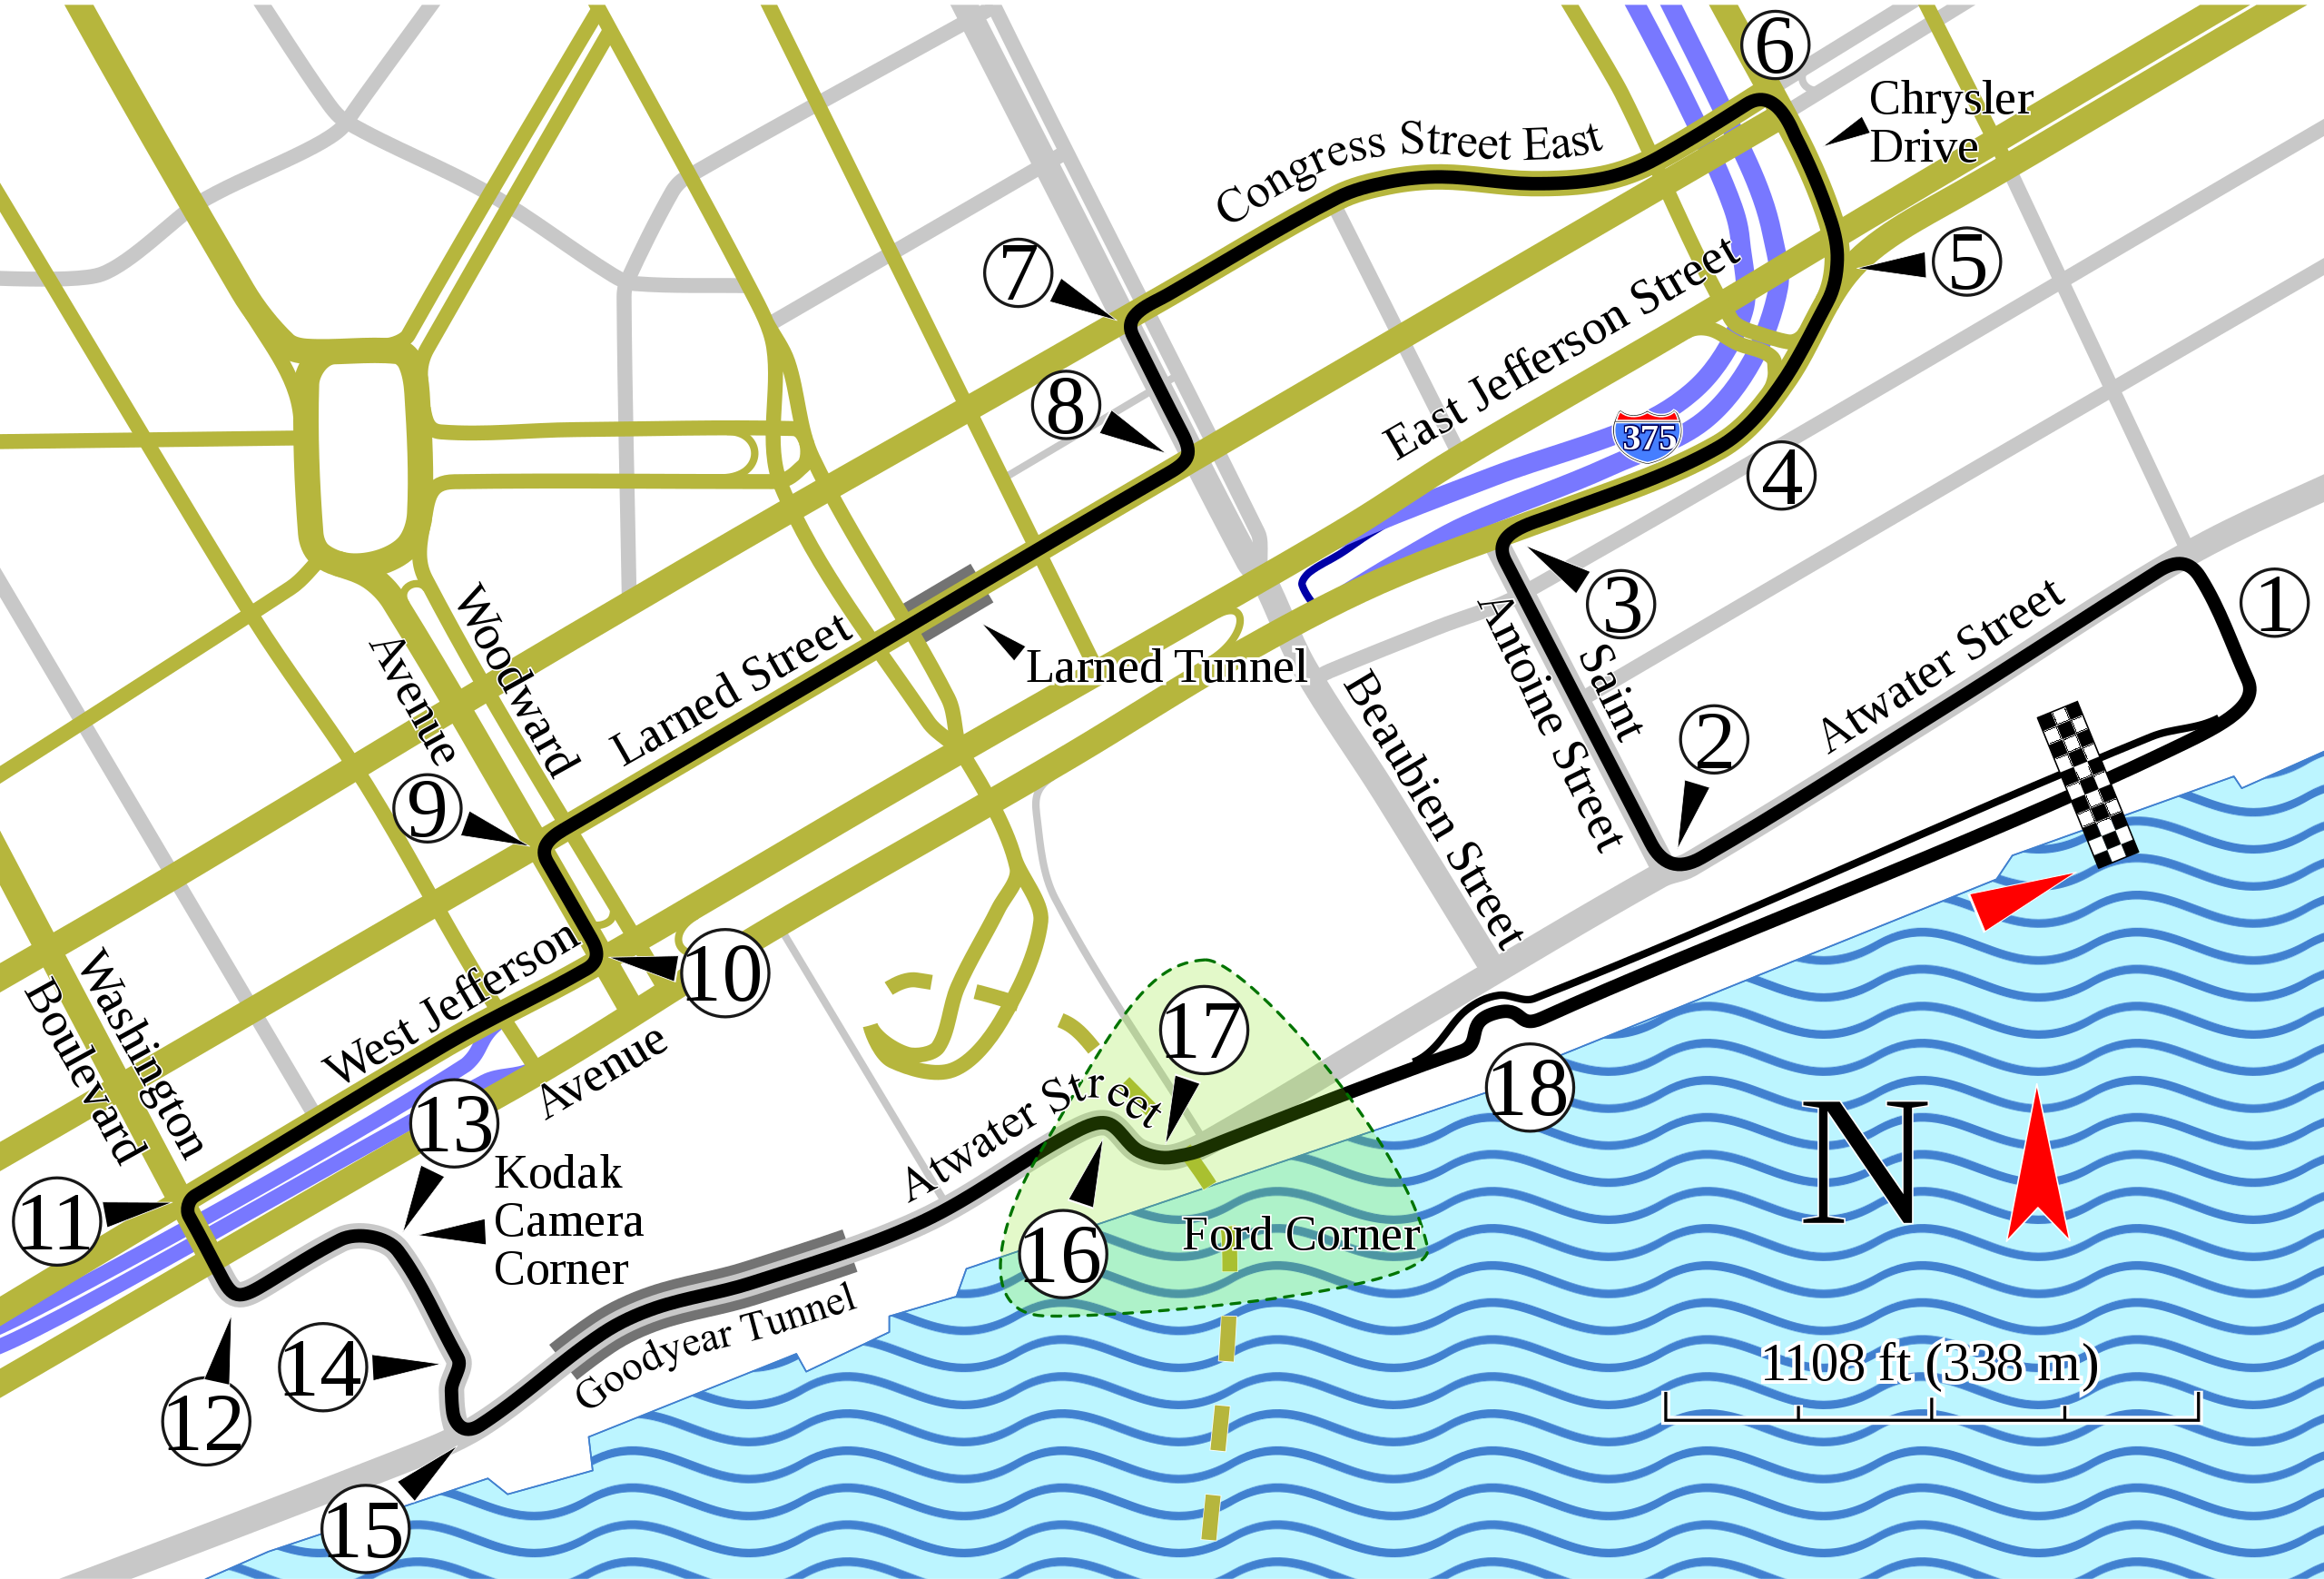 6
Chrysler
Drive
Congress Street East
7
5
East Jefferson Street
8
375
4
3
1
Woodward
Avenue
Larned Street
Larned Tunnel
Saint
Antoine Street
Atwater Street
2
Beaubien Street
9
10
West Jefferson
Avenue
Washington
Boulevard
17
18
13
Atwater Street
N
11
Kodak
Camera
Corner
16
Ford Corner
14
Goodyear Tunnel
12
1108 ft (338 m)
15